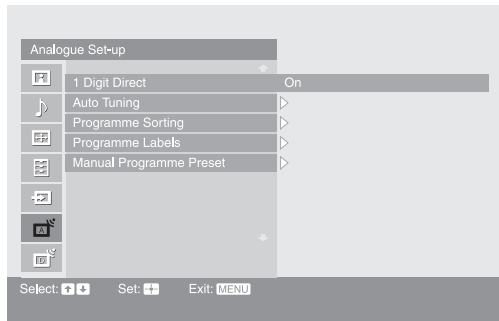 Analogue Set-up
1 Digit Direct On
Auto Tuning
Programme Sorting
Programme Labels
Manual Programme Preset
A
D
Select: Set: Exit: MENU